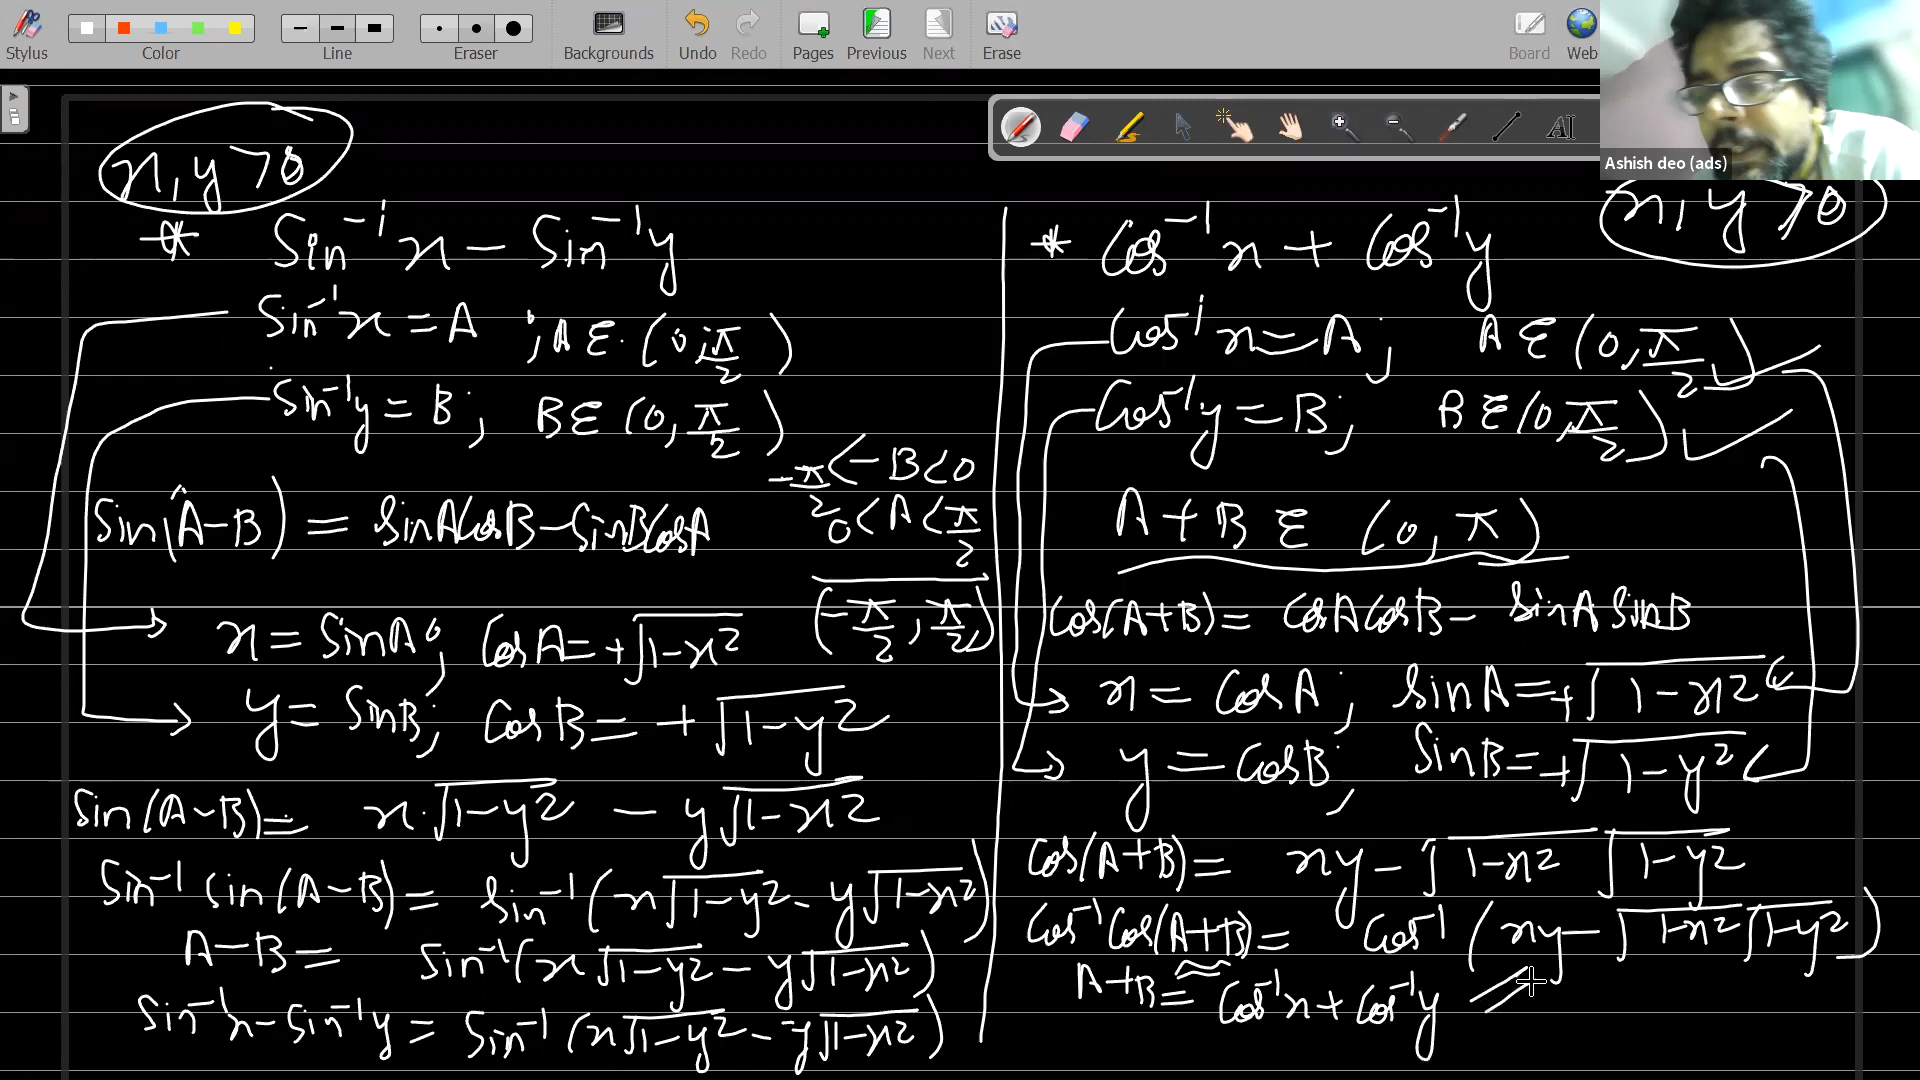 Stylus Color Line Eraser Backgrounds Undo Redo Pages Previous Next Erase Board Web
Ashish deo (ads)
x, y > 0
* Sin⁻¹x − Sin⁻¹y
Sin⁻¹x = A ; A ∈ (0, π/2)
Sin⁻¹y = B ; B ∈ (0, π/2)
−π/2 < −B < 0
0 < A < π/2
(−π/2, π/2)
Sin(A−B) = sinA CosB − SinB CosA
x = SinA ; CosA = +√1−x²
y = SinB ; CosB = +√1−y²
Sin(A−B) = x.√1−y² − y√1−x²
Sin⁻¹ Sin(A−B) = Sin⁻¹(x√1−y² − y√1−x²)
A−B = Sin⁻¹(x√1−y² − y√1−x²)
Sin⁻¹x − Sin⁻¹y = Sin⁻¹(x√1−y² − y√1−x²)
x, y > 0
* Cos⁻¹x + Cos⁻¹y
Cos⁻¹x = A ; A ∈ (0, π/2)
Cos⁻¹y = B ; B ∈ (0, π/2)
A + B ∈ (0, π)
Cos(A+B) = CosA CosB − SinA SinB
x = CosA ; SinA = +√1−x²
y = CosB ; SinB = +√1−y²
Cos(A+B) = xy − √1−x² √1−y²
Cos⁻¹ Cos(A+B) = Cos⁻¹(xy − √1−x² √1−y²)
A+B = Cos⁻¹x + Cos⁻¹y